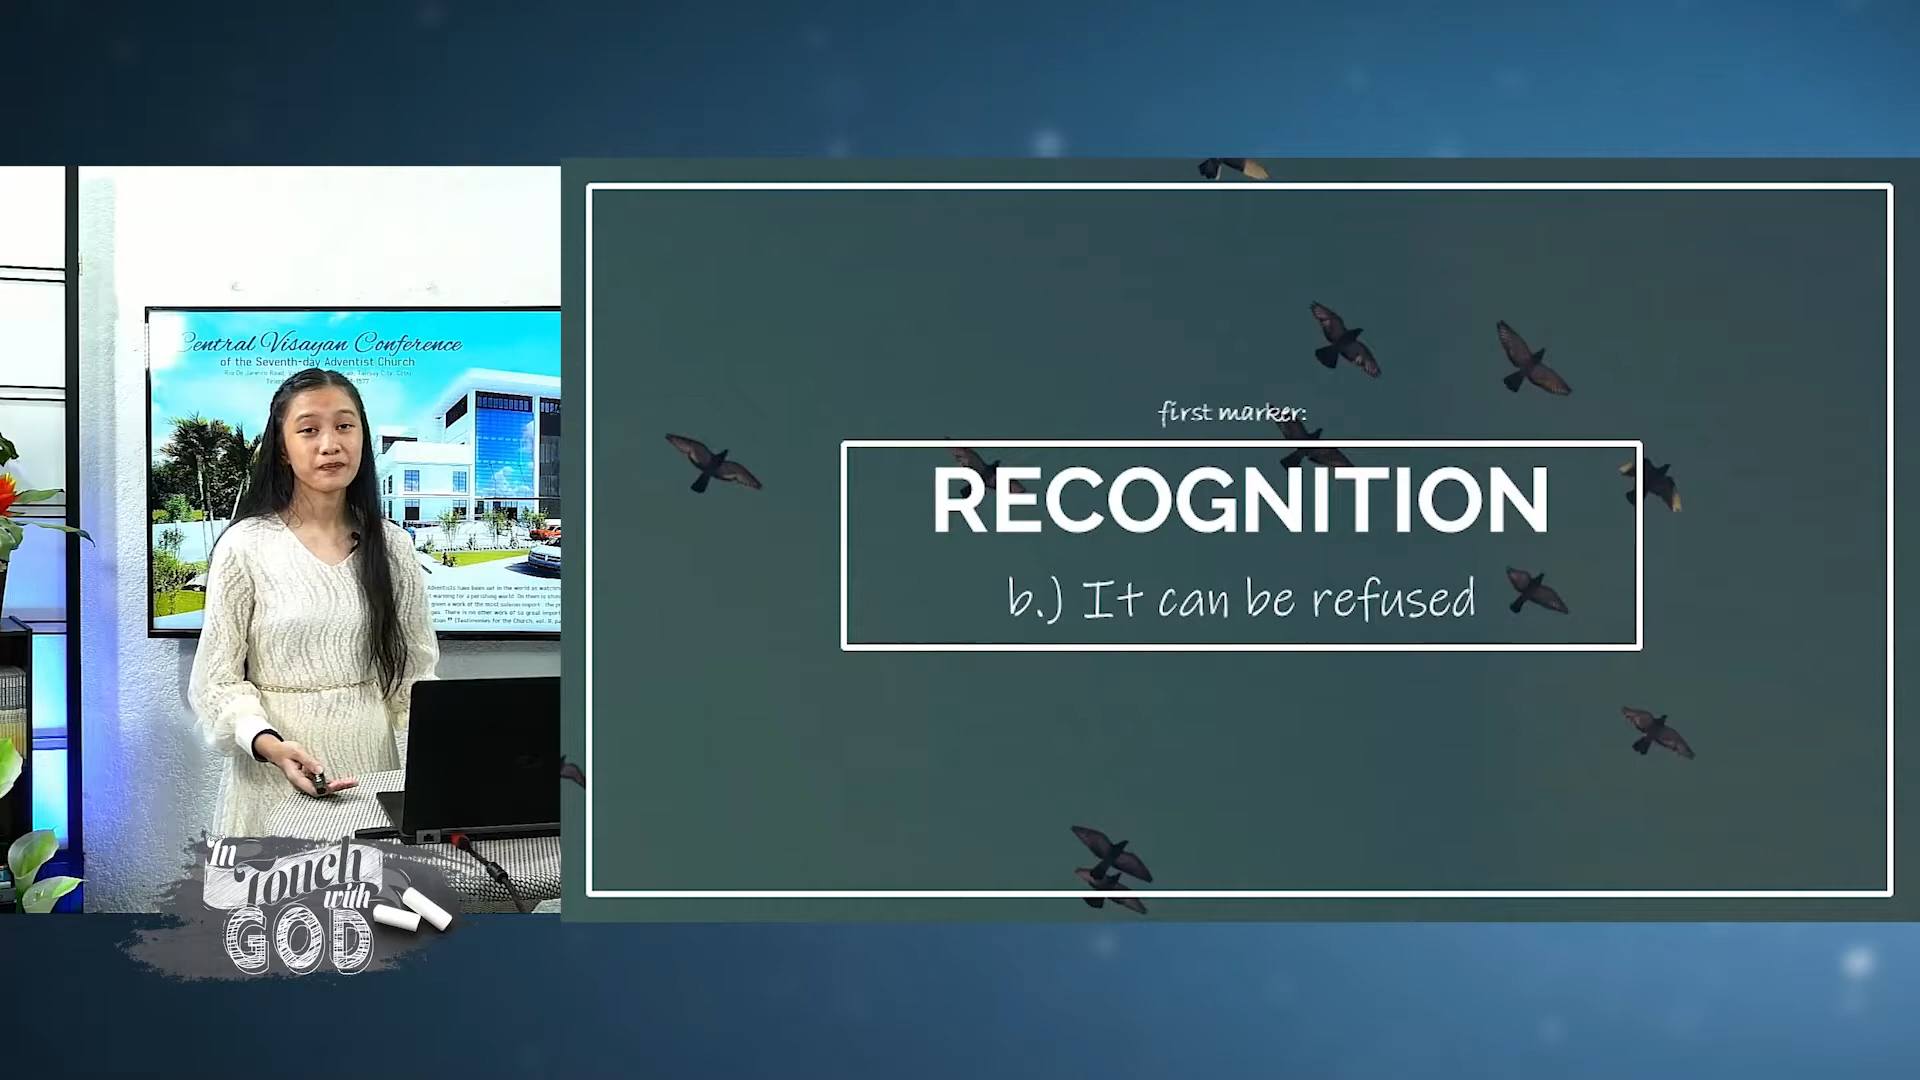 Central Visayan Conference
of the Seventh-day Adventist Church
first marker:
RECOGNITION
b.) It can be refused
In
Touch
with
GOD